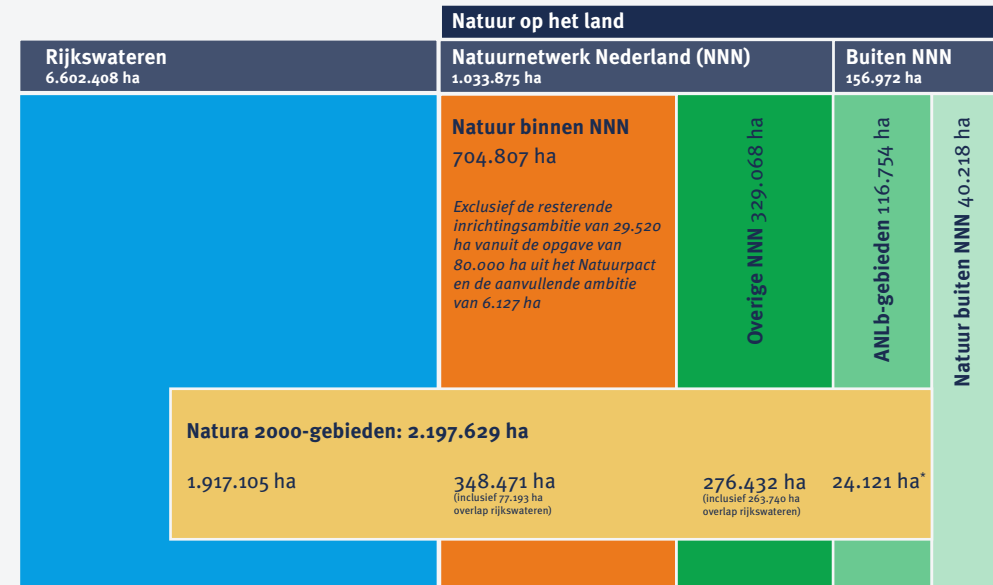 Natuur op het land
Rijkswateren
6.602.408 ha
Natuurnetwerk Nederland (NNN)
1.033.875 ha
Buiten NNN
156.972 ha
Natuur binnen NNN
704.807 ha
Exclusief de resterende
inrichtingsambitie van 29.520
ha vanuit de opgave van
80.000 ha uit het Natuurpact
en de aanvullende ambitie
van 6.127 ha
Overige NNN 329.068 ha
ANLb-gebieden 116.754 ha
Natuur buiten NNN 40.218 ha
Natura 2000-gebieden: 2.197.629 ha
1.917.105 ha
348.471 ha
(inclusief 77.193 ha
overlap rijkswateren)
276.432 ha
(inclusief 263.740 ha
overlap rijkswateren)
24.121 ha*